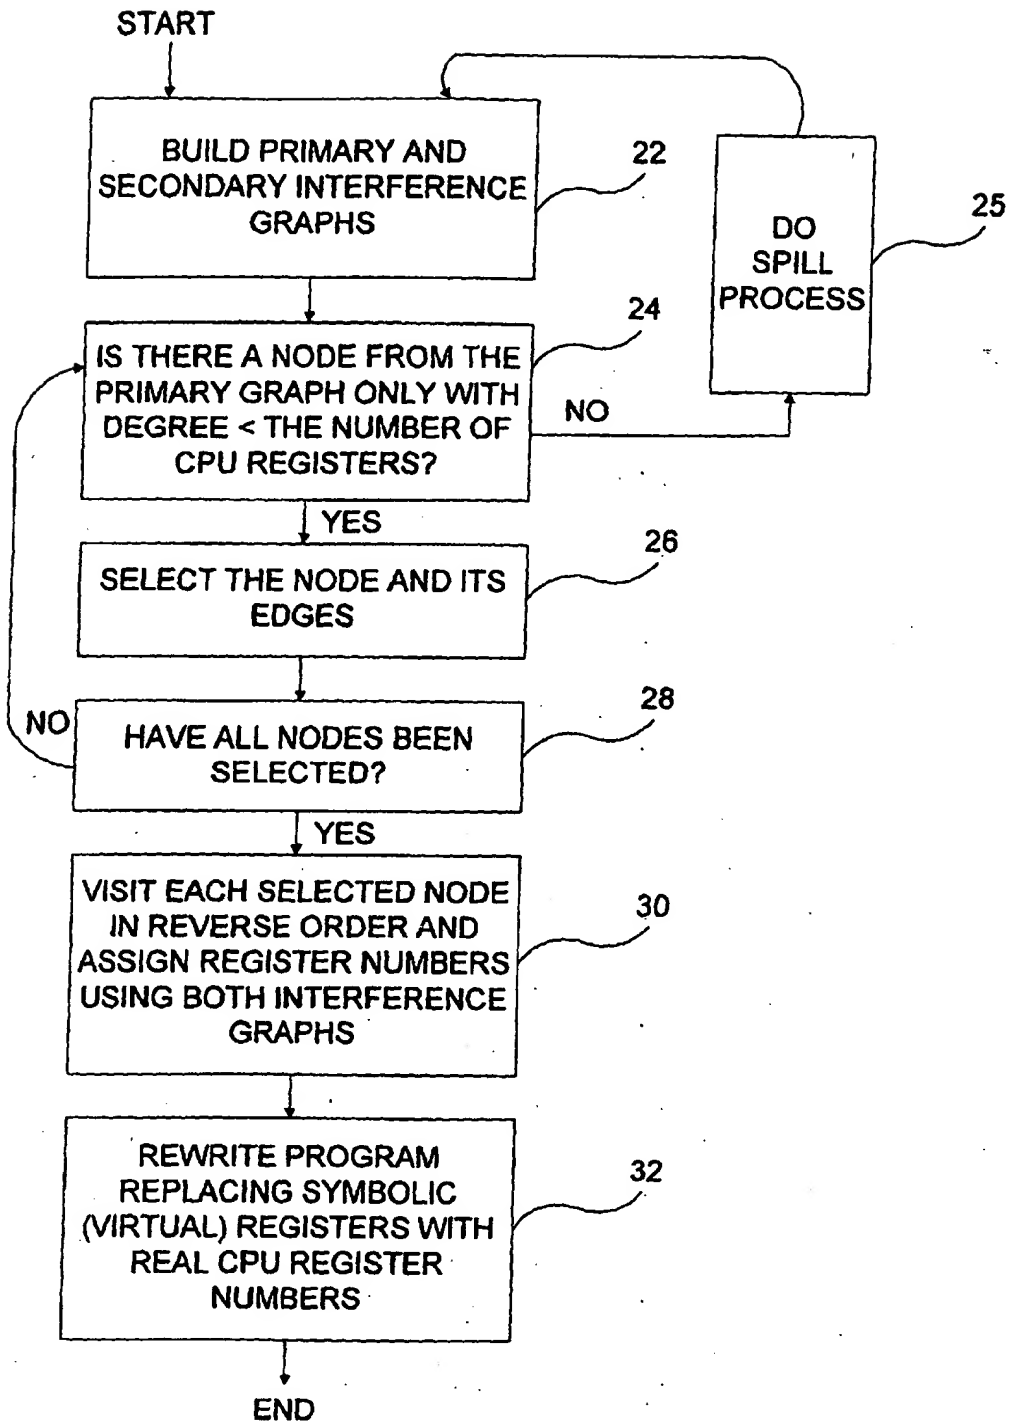 START
BUILD PRIMARY AND
SECONDARY INTERFERENCE
GRAPHS
22
DO
SPILL
PROCESS
25
IS THERE A NODE FROM THE
PRIMARY GRAPH ONLY WITH
DEGREE < THE NUMBER OF
CPU REGISTERS?
24
NO
YES
SELECT THE NODE AND ITS
EDGES
26
NO
HAVE ALL NODES BEEN
SELECTED?
28
YES
VISIT EACH SELECTED NODE
IN REVERSE ORDER AND
ASSIGN REGISTER NUMBERS
USING BOTH INTERFERENCE
GRAPHS
30
REWRITE PROGRAM
REPLACING SYMBOLIC
(VIRTUAL) REGISTERS WITH
REAL CPU REGISTER
NUMBERS
32
END